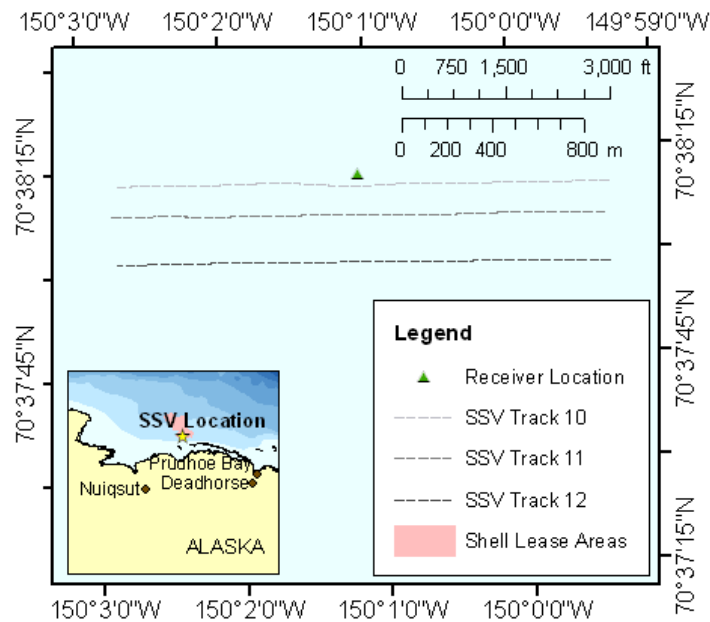 150°3'0"W 150°2'0"W 150°1'0"W 150°0'0"W 149°59'0"W
0 750 1,500 3,000 ft
0 200 400 800 m
70°38'15"N
70°38'15"N
70°37'45"N
70°37'45"N
70°37'15"N
Legend
Receiver Location
SSV Track 10
SSV Track 11
SSV Track 12
Shell Lease Areas
SSV Location
Prudhoe Bay
Deadhorse
Nuiqsut
ALASKA
150°3'0"W 150°2'0"W 150°1'0"W 150°0'0"W